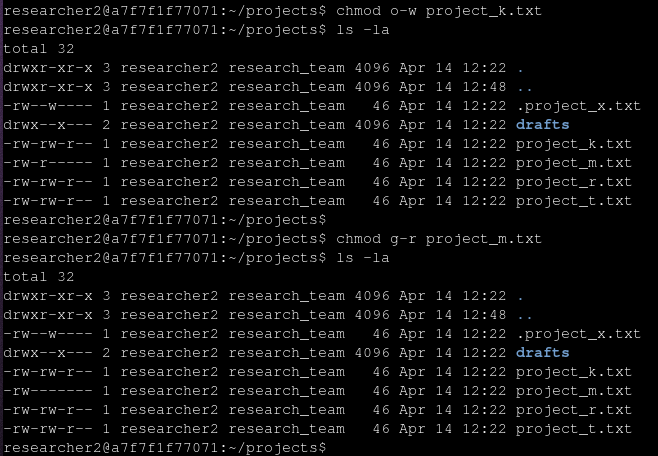 researcher2@a7f7f1f77071:~/projects$ chmod o-w project_k.txt
researcher2@a7f7f1f77071:~/projects$ ls -la
total 32
drwxr-xr-x 3 researcher2 research_team 4096 Apr 14 12:22 .
drwxr-xr-x 3 researcher2 research_team 4096 Apr 14 12:48 ..
-rw--w---- 1 researcher2 research_team   46 Apr 14 12:22 .project_x.txt
drwx--x--- 2 researcher2 research_team 4096 Apr 14 12:22 drafts
-rw-rw-r-- 1 researcher2 research_team   46 Apr 14 12:22 project_k.txt
-rw-r----- 1 researcher2 research_team   46 Apr 14 12:22 project_m.txt
-rw-rw-r-- 1 researcher2 research_team   46 Apr 14 12:22 project_r.txt
-rw-rw-r-- 1 researcher2 research_team   46 Apr 14 12:22 project_t.txt
researcher2@a7f7f1f77071:~/projects$
researcher2@a7f7f1f77071:~/projects$ chmod g-r project_m.txt
researcher2@a7f7f1f77071:~/projects$ ls -la
total 32
drwxr-xr-x 3 researcher2 research_team 4096 Apr 14 12:22 .
drwxr-xr-x 3 researcher2 research_team 4096 Apr 14 12:48 ..
-rw--w---- 1 researcher2 research_team   46 Apr 14 12:22 .project_x.txt
drwx--x--- 2 researcher2 research_team 4096 Apr 14 12:22 drafts
-rw-rw-r-- 1 researcher2 research_team   46 Apr 14 12:22 project_k.txt
-rw------- 1 researcher2 research_team   46 Apr 14 12:22 project_m.txt
-rw-rw-r-- 1 researcher2 research_team   46 Apr 14 12:22 project_r.txt
-rw-rw-r-- 1 researcher2 research_team   46 Apr 14 12:22 project_t.txt
researcher2@a7f7f1f77071:~/projects$